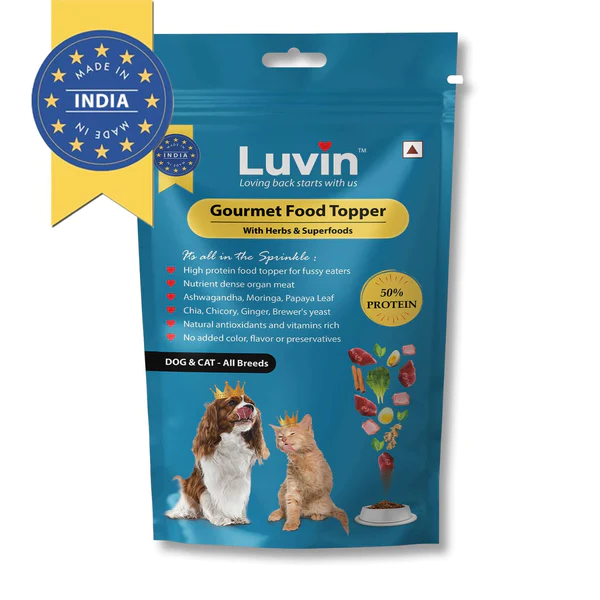 MADE IN
INDIA
MADE IN
INDIA
Luvin™
Loving back starts with us
Gourmet Food Topper
With Herbs & Superfoods
It's all in the Sprinkle :
High protein food topper for fussy eaters
Nutrient dense organ meat
Ashwagandha, Moringa, Papaya Leaf
Chia, Chicory, Ginger, Brewer's yeast
Natural antioxidants and vitamins rich
No added color, flavor or preservatives
50%
PROTEIN
DOG & CAT - All Breeds